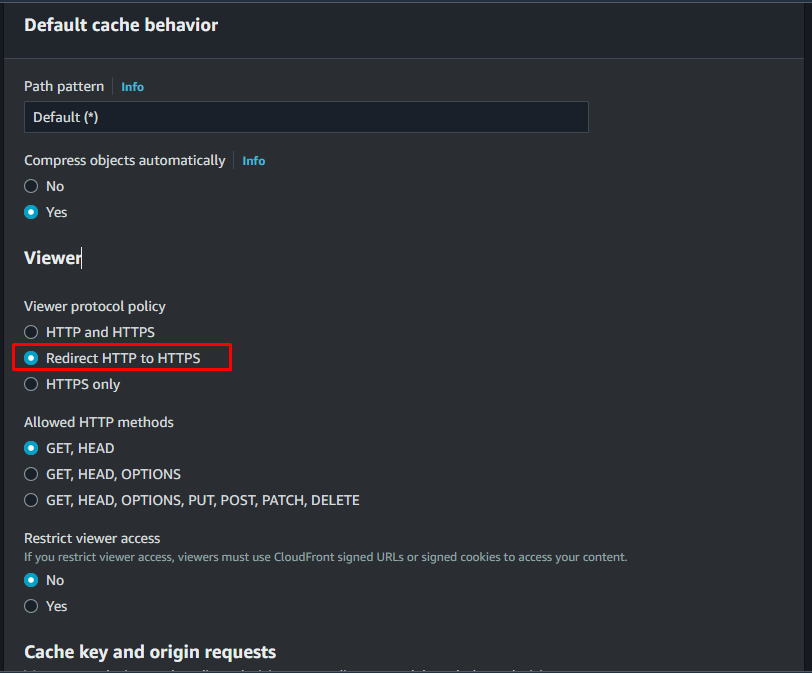 Default cache behavior
Path pattern Info
Default (*)
Compress objects automatically Info
No
Yes
Viewer
Viewer protocol policy
HTTP and HTTPS
Redirect HTTP to HTTPS
HTTPS only
Allowed HTTP methods
GET, HEAD
GET, HEAD, OPTIONS
GET, HEAD, OPTIONS, PUT, POST, PATCH, DELETE
Restrict viewer access
If you restrict viewer access, viewers must use CloudFront signed URLs or signed cookies to access your content.
No
Yes
Cache key and origin requests